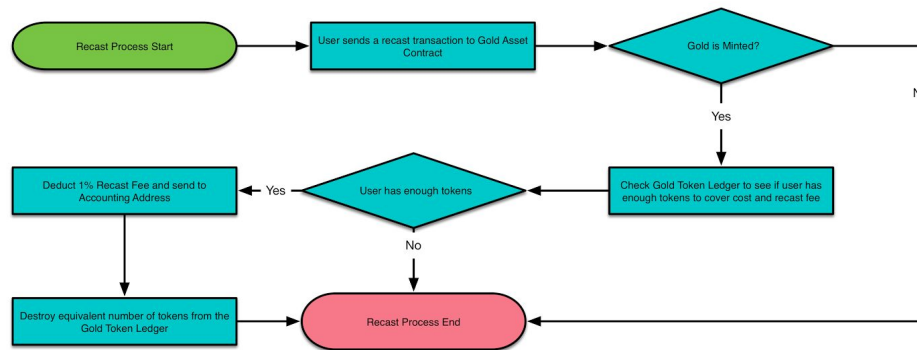 Recast Process Start
User sends a recast transaction to Gold Asset
Contract
Gold is Minted?
N
Yes
Deduct 1% Recast Fee and send to
Accounting Address
Yes
User has enough tokens
Check Gold Token Ledger to see if user has
enough tokens to cover cost and recast fee
No
Destroy equivalent number of tokens from the
Gold Token Ledger
Recast Process End